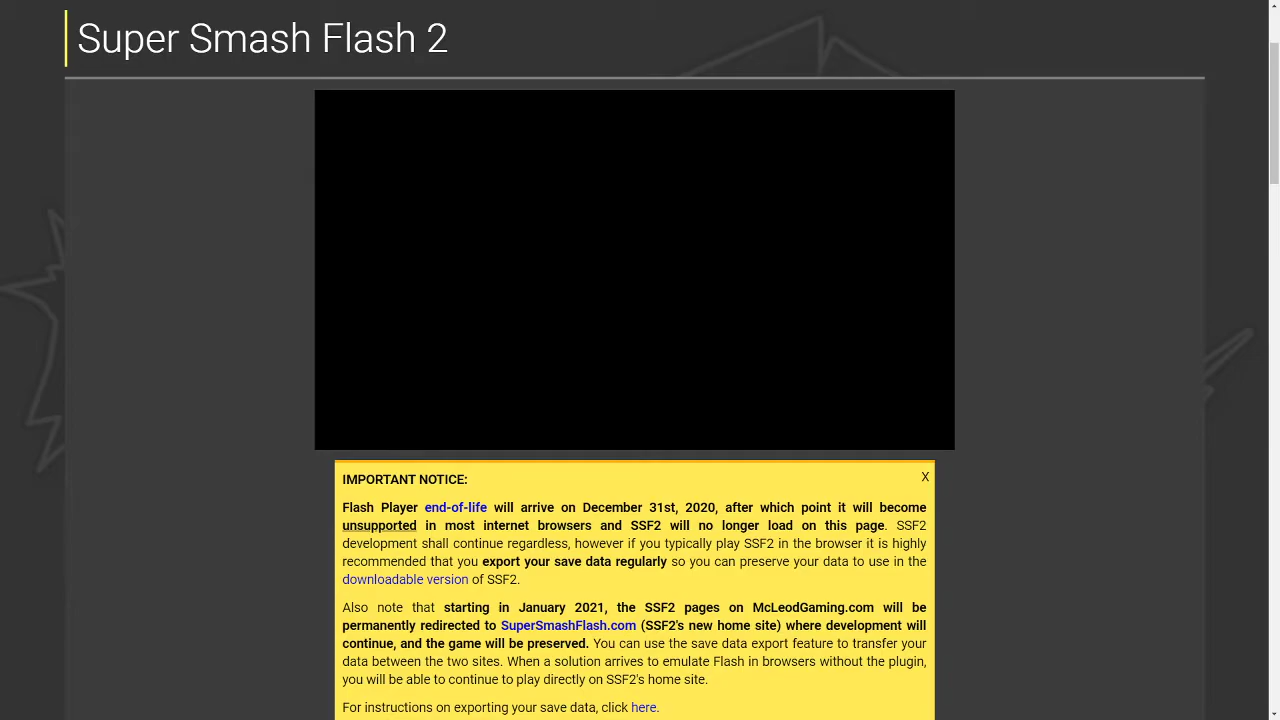 Super Smash Flash 2
IMPORTANT NOTICE:
X
Flash Player end-of-life will arrive on December 31st, 2020, after which point it will become
unsupported in most internet browsers and SSF2 will no longer load on this page. SSF2
development shall continue regardless, however if you typically play SSF2 in the browser it is highly
recommended that you export your save data regularly so you can preserve your data to use in the
downloadable version of SSF2.
Also note that starting in January 2021, the SSF2 pages on McLeodGaming.com will be
permanently redirected to SuperSmashFlash.com (SSF2's new home site) where development will
continue, and the game will be preserved. You can use the save data export feature to transfer your
data between the two sites. When a solution arrives to emulate Flash in browsers without the plugin,
you will be able to continue to play directly on SSF2's home site.
For instructions on exporting your save data, click here.